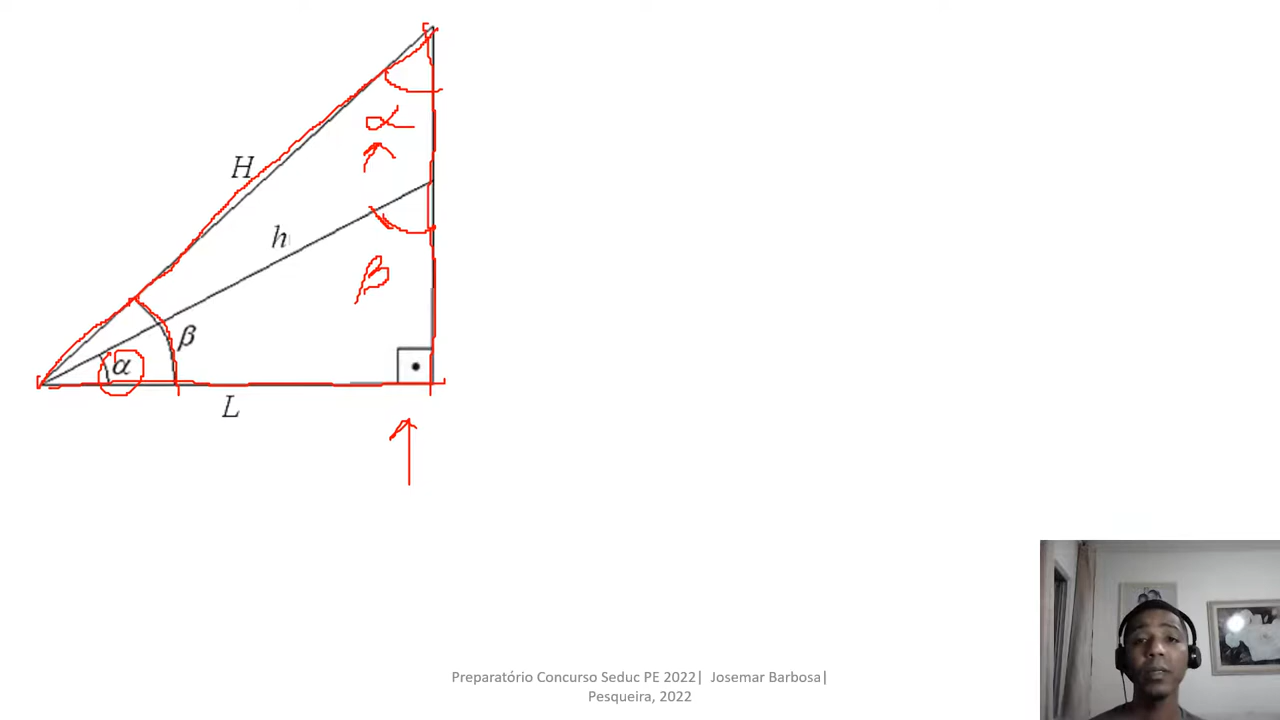 α
H
h
β
β
α
L
Preparatório Concurso Seduc PE 2022| Josemar Barbosa|
Pesqueira, 2022